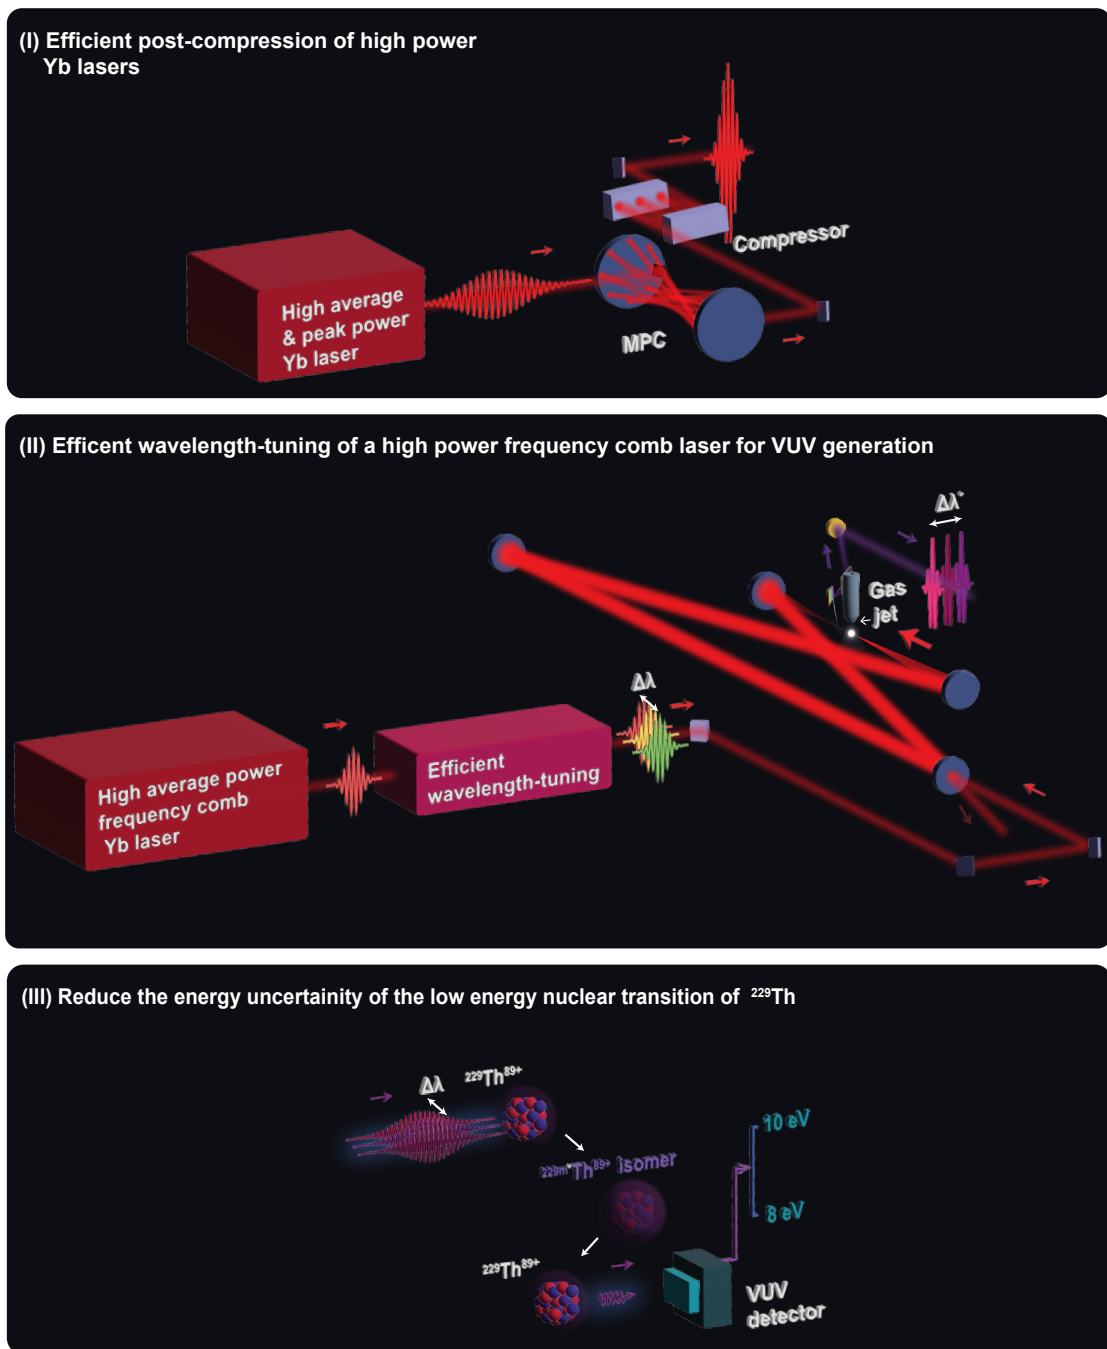 (I) Efficient post-compression of high power
Yb lasers
Compressor
High average
& peak power
Yb laser
MPC
(II) Efficent wavelength-tuning of a high power frequency comb laser for VUV generation
Δλ*
Gas
jet
Δλ
High average power
frequency comb
Yb laser
Efficient
wavelength-tuning
(III) Reduce the energy uncertainity of the low energy nuclear transition of ²²⁹Th
Δλ
²²⁹Th⁸⁹⁺
²²⁹ᵐTh⁸⁹⁺ isomer
10 eV
8 eV
²²⁹Th⁸⁹⁺
VUV
detector